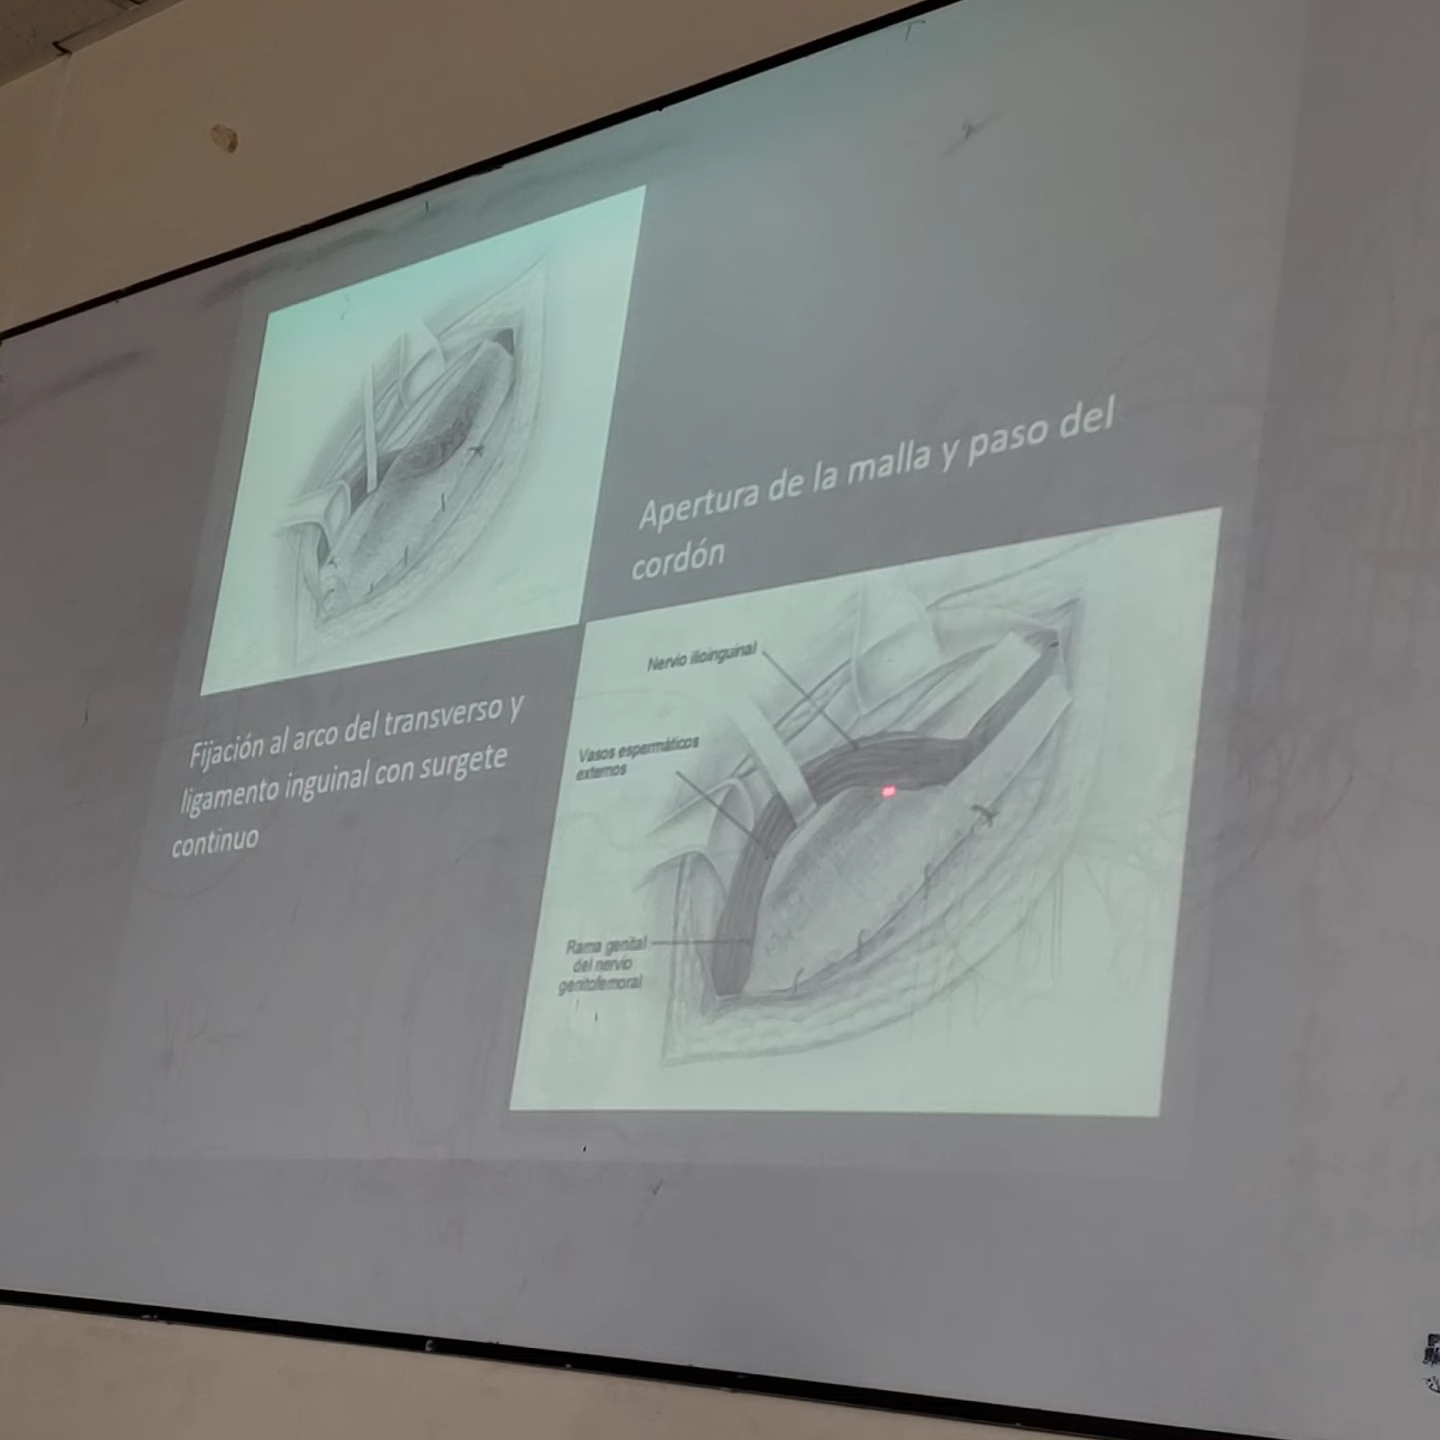 Apertura de la malla y paso del
cordón
Fijación al arco del transverso y
ligamento inguinal con surgete
continuo
Nervio ilioinguinal
Vasos espermáticos
externos
Rama genital
del nervio
genitofemoral